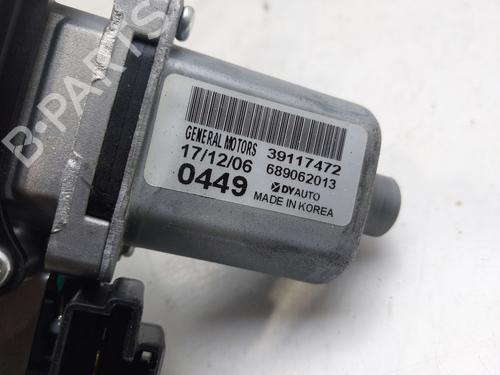 GENERAL MOTORS 39117472
17/12/06 689062013
0449 DYAUTO
MADE IN KOREA
B-PARTS